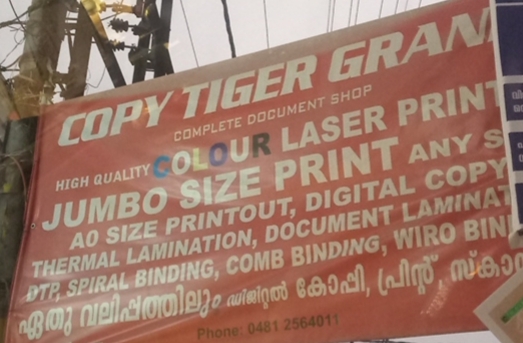 COPY TIGER GRAN
COMPLETE DOCUMENT SHOP
HIGH QUALITY COLOUR LASER PRINT
JUMBO SIZE PRINT ANY S
A0 SIZE PRINTOUT, DIGITAL COPY
THERMAL LAMINATION, DOCUMENT LAMINAT
DTP, SPIRAL BINDING, COMB BINDING, WIRO BIN
ഏതു വലിപ്പത്തിലും ഡിജിറ്റൽ കോപ്പി, പ്രിന്റ് സ്കാ
Phone: 0481 2564011